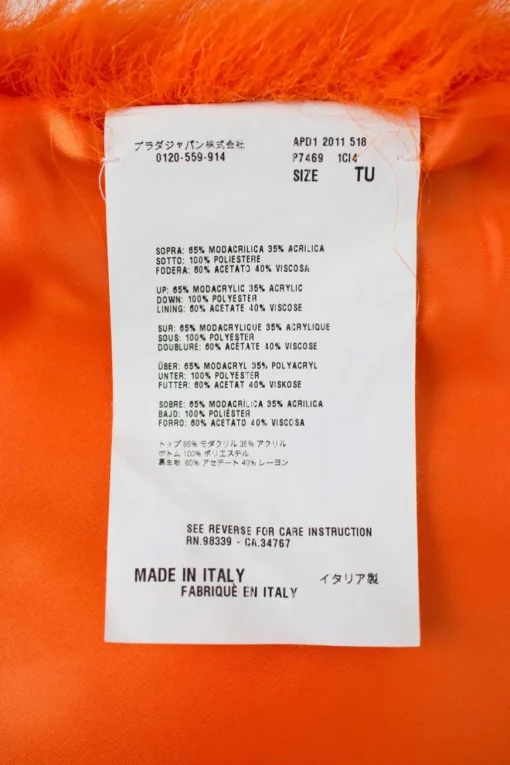 プラダジャパン株式会社
0120-559-914
APD1 2011 518
P7469 1CI4
SIZE TU
SOPRA: 65% MODACRILICA 35% ACRILICA
SOTTO: 100% POLIESTERE
FODERA: 60% ACETATO 40% VISCOSA
UP: 65% MODACRYLIC 35% ACRYLIC
DOWN: 100% POLYESTER
LINING: 60% ACETATE 40% VISCOSE
SUR: 65% MODACRYLIQUE 35% ACRYLIQUE
SOUS: 100% POLYESTER
DOUBLURE: 60% ACÉTATE 40% VISCOSE
ÜBER: 65% MODACRYL 35% POLYACRYL
UNTER: 100% POLYESTER
FUTTER: 60% ACETAT 40% VISKOSE
SOBRE: 65% MODACRÍLICA 35% ACRILICA
BAJO: 100% POLIÉSTER
FORRO: 60% ACETATO 40% VISCOSA
トップ 65% モダクリル 35% アクリル
ボトム 100% ポリエステル
裏生地 60% アセテート 40% レーヨン
SEE REVERSE FOR CARE INSTRUCTION
RN.98339 - CA.34767
MADE IN ITALY イタリア製
FABRIQUÈ EN ITALY